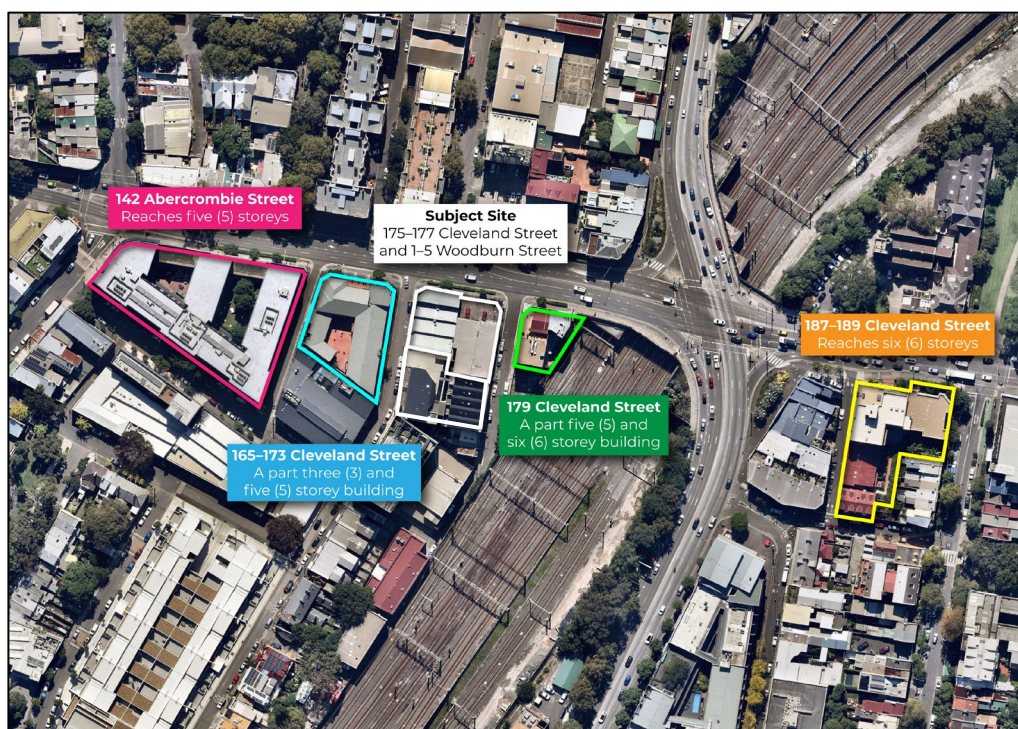 142 Abercrombie Street
Reaches five (5) storeys
Subject Site
175–177 Cleveland Street
and 1–5 Woodburn Street
187–189 Cleveland Street
Reaches six (6) storeys
179 Cleveland Street
A part five (5) and
six (6) storey building
165–173 Cleveland Street
A part three (3) and
five (5) storey building